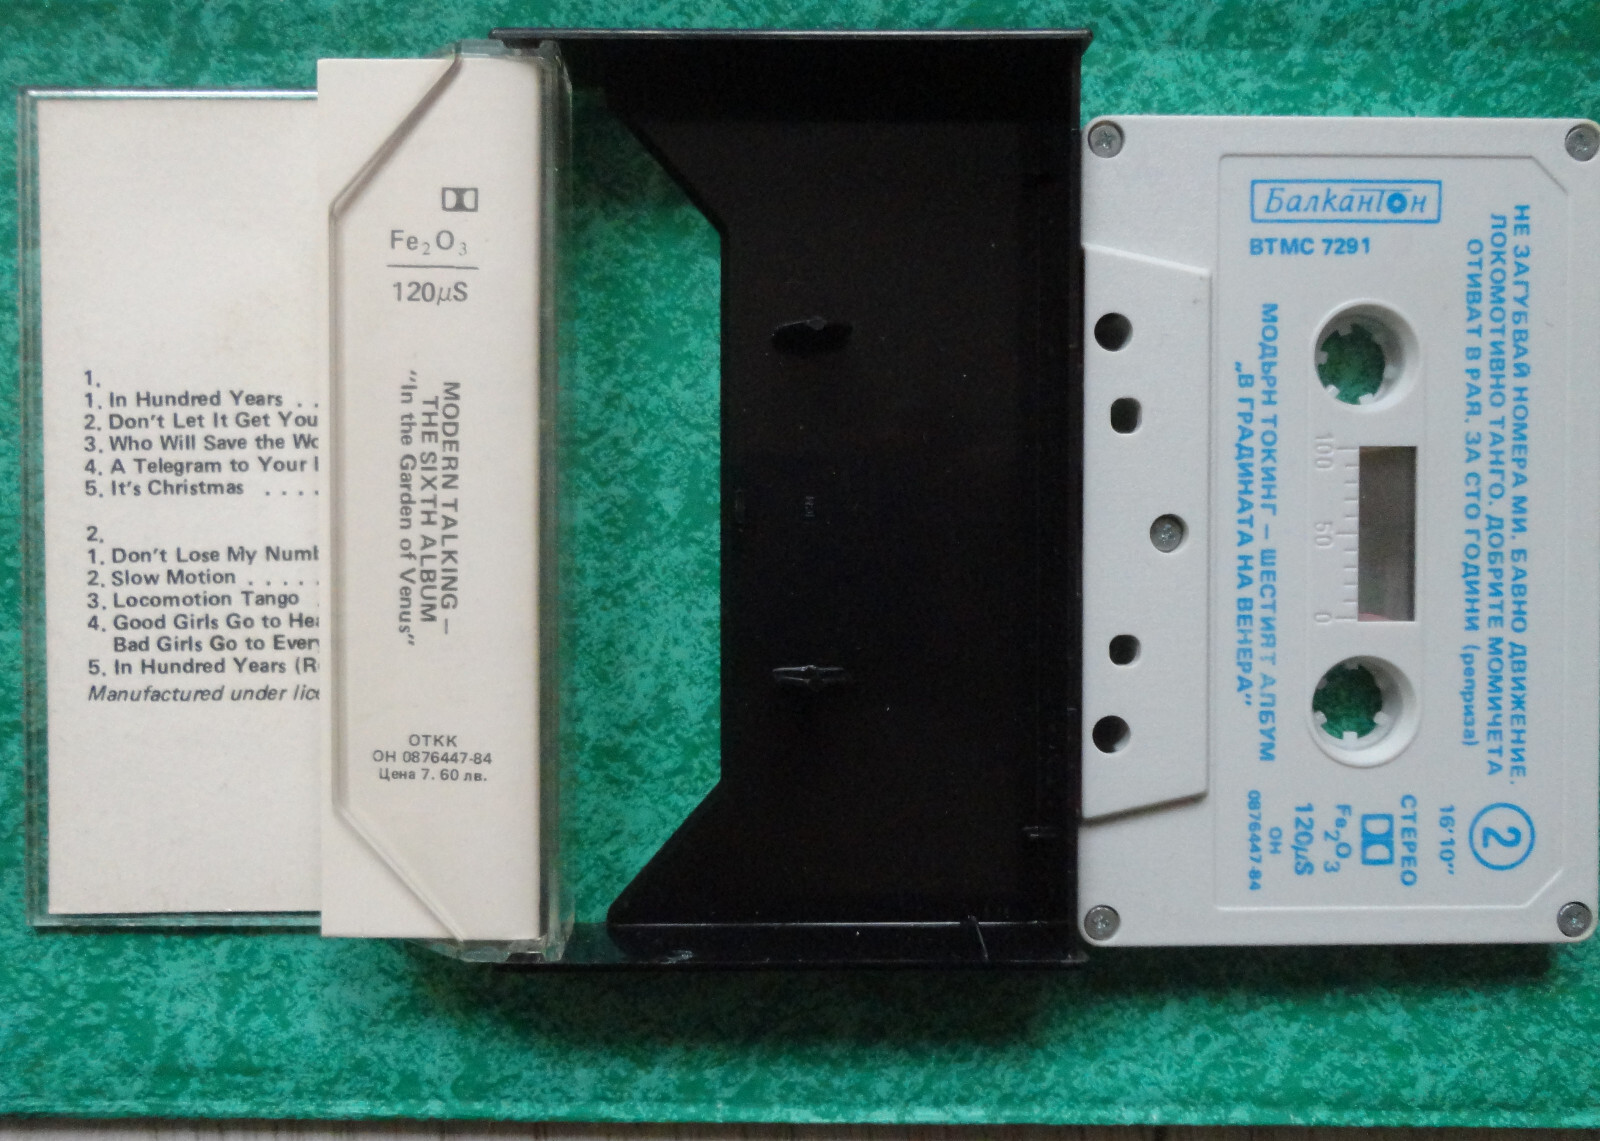 1.
1. In Hundred Years . .
2. Don't Let It Get You
3. Who Will Save the Wo
4. A Telegram to Your
5. It's Christmas . . . .
2.
1. Don't Lose My Numb
2. Slow Motion . . . . .
3. Locomotion Tango .
4. Good Girls Go to Hea
Bad Girls Go to Every
5. In Hundred Years (R
Manufactured under lice
Fe2O3
120µS
MODERN TALKING –
THE SIXTH ALBUM
“In the Garden of Venus”
ОТКК
ОН 0876447-84
Цена 7. 60 лв.
Балкантон
ВТМС 7291
НЕ ЗАГУБВАЙ НОМЕРА МИ. БАВНО ДВИЖЕНИЕ.
ЛОКОМОТИВНО ТАНГО. ДОБРИТЕ МОМИЧЕТА
ОТИВАТ В РАЯ. ЗА СТО ГОДИНИ (реприза)
100 50 0
МОДЪРН ТОКИНГ – ШЕСТИЯТ АЛБУМ
„В ГРАДИНАТА НА ВЕНЕРА”
2
16'10''
СТЕРЕО
Fe2O3
120µS
ОН
0876447-84